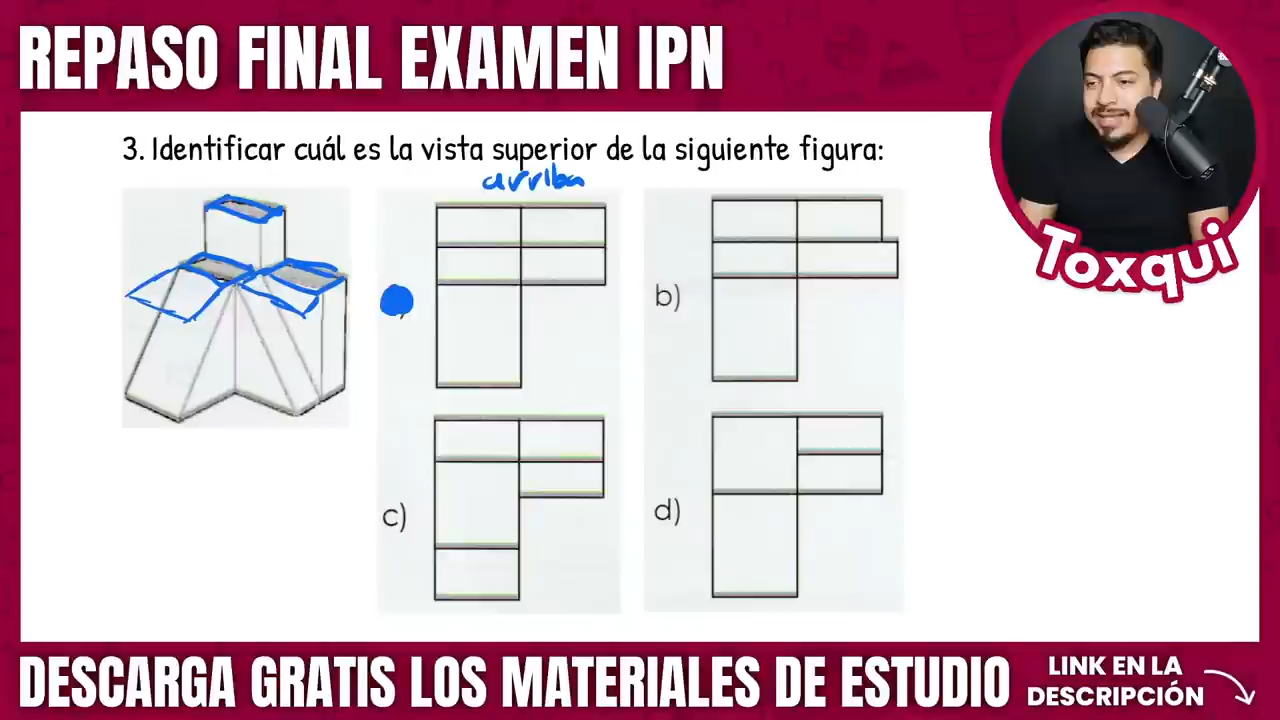 REPASO FINAL EXAMEN IPN
3. Identificar cuál es la vista superior de la siguiente figura:
arriba
b)
c)
d)
Toxqui
DESCARGA GRATIS LOS MATERIALES DE ESTUDIO
LINK EN LA
DESCRIPCIÓN